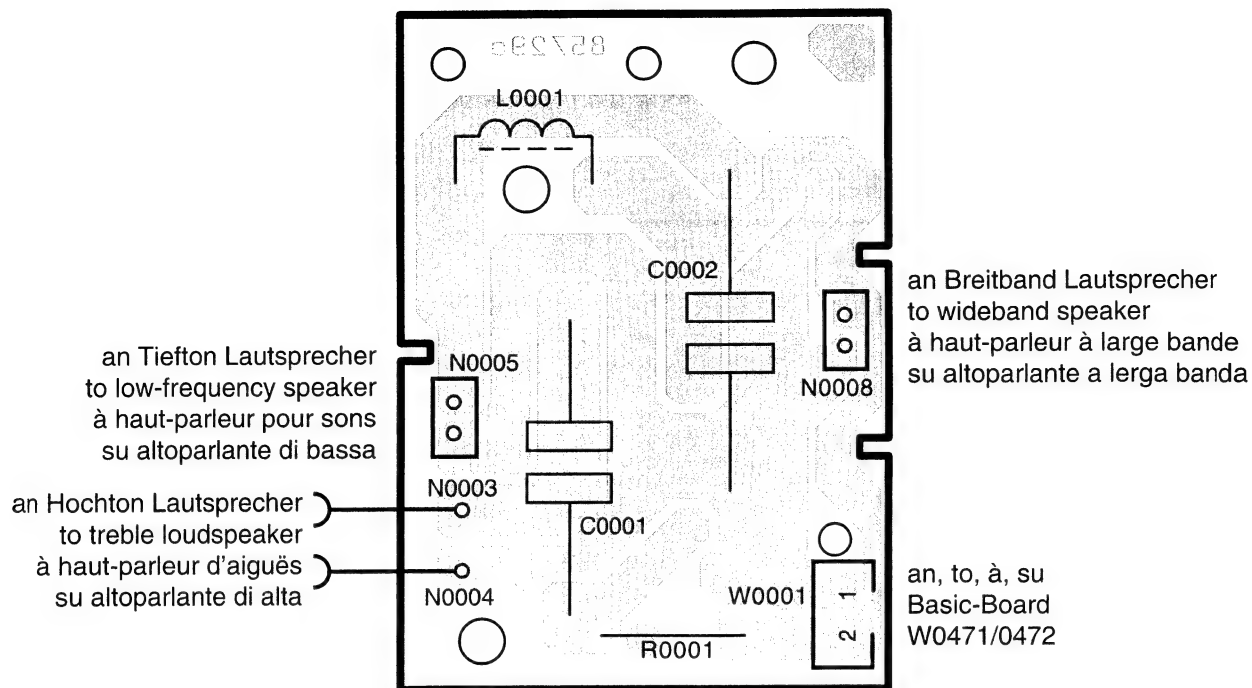 85729a
L0001
C0002
an Breitband Lautsprecher
to wideband speaker
à haut-parleur à large bande
su altoparlante a lerga banda
N0008
an Tiefton Lautsprecher
to low-frequency speaker
à haut-parleur pour sons
su altoparlante di bassa
N0005
an Hochton Lautsprecher
to treble loudspeaker
à haut-parleur d'aiguës
su altoparlante di alta
N0003
N0004
C0001
W0001
1
2
an, to, à, su
Basic-Board
W0471/0472
R0001